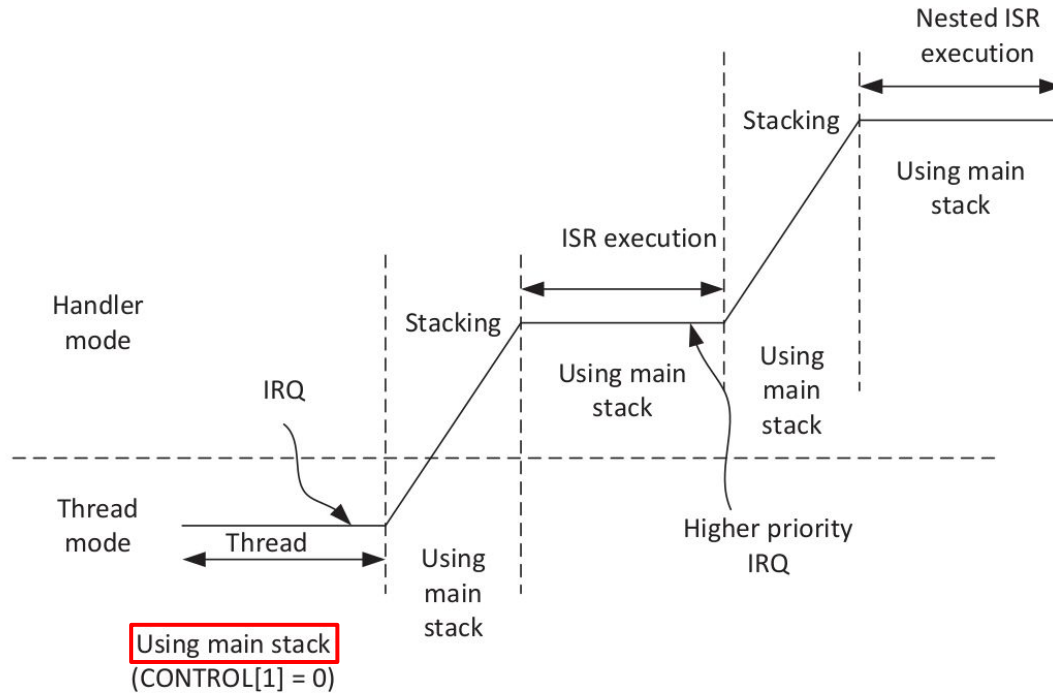 Nested ISR
execution
Stacking
Using main
stack
ISR execution
Handler
mode
Stacking
Using main
stack
Using
main
stack
IRQ
Thread
mode
Thread
Using
main
stack
Higher priority
IRQ
Using main stack
(CONTROL[1] = 0)